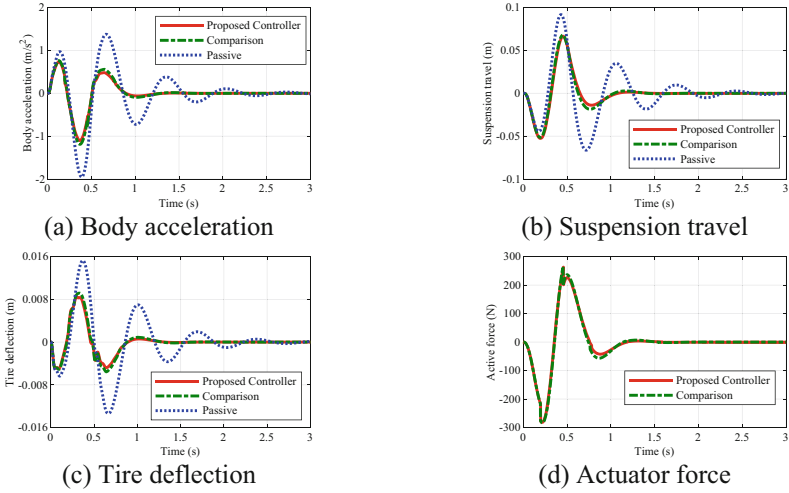 2
1
0
-1
-2
Body acceleration (m/s²)
0 0.5 1 1.5 2 2.5 3
Time (s)
Proposed Controller
Comparison
Passive
(a) Body acceleration
0.1
0.05
0
-0.05
-0.1
Suspension travel (m)
0 0.5 1 1.5 2 2.5 3
Time (s)
Proposed Controller
Comparison
Passive
(b) Suspension travel
0.016
0.008
0
-0.008
-0.016
Tire deflection (m)
0 0.5 1 1.5 2 2.5 3
Time (s)
Proposed Controller
Comparison
Passive
(c) Tire deflection
300
200
100
0
-100
-200
-300
Active force (N)
0 0.5 1 1.5 2 2.5 3
Time (s)
Proposed Controller
Comparison
(d) Actuator force